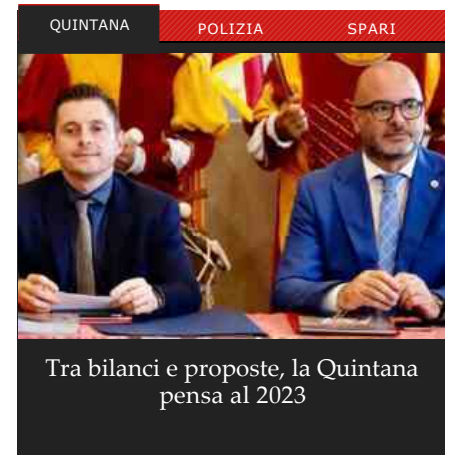 QUINTANA
POLIZIA
SPARI
Tra bilanci e proposte, la Quintana
pensa al 2023